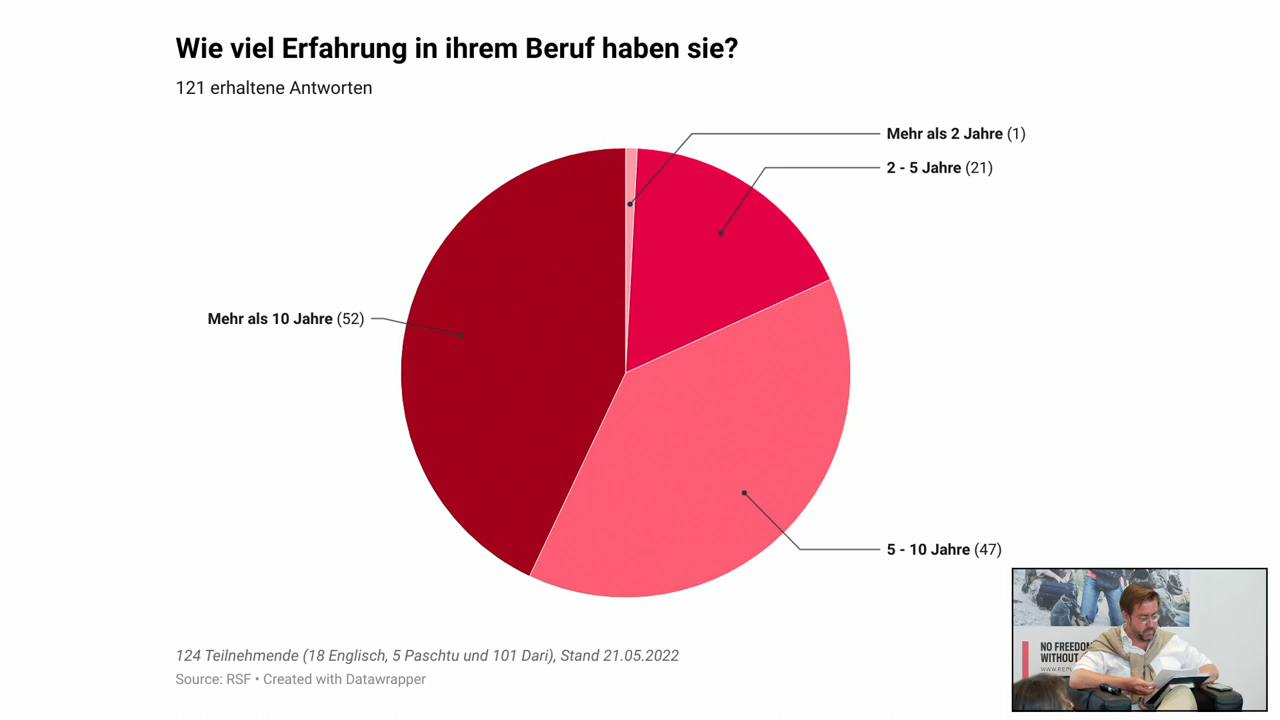 Wie viel Erfahrung in ihrem Beruf haben sie?
121 erhaltene Antworten
Mehr als 2 Jahre (1)
2 - 5 Jahre (21)
Mehr als 10 Jahre (52)
5 - 10 Jahre (47)
124 Teilnehmende (18 Englisch, 5 Paschtu und 101 Dari), Stand 21.05.2022
Source: RSF • Created with Datawrapper
NO FREEDOM
WITHOUT